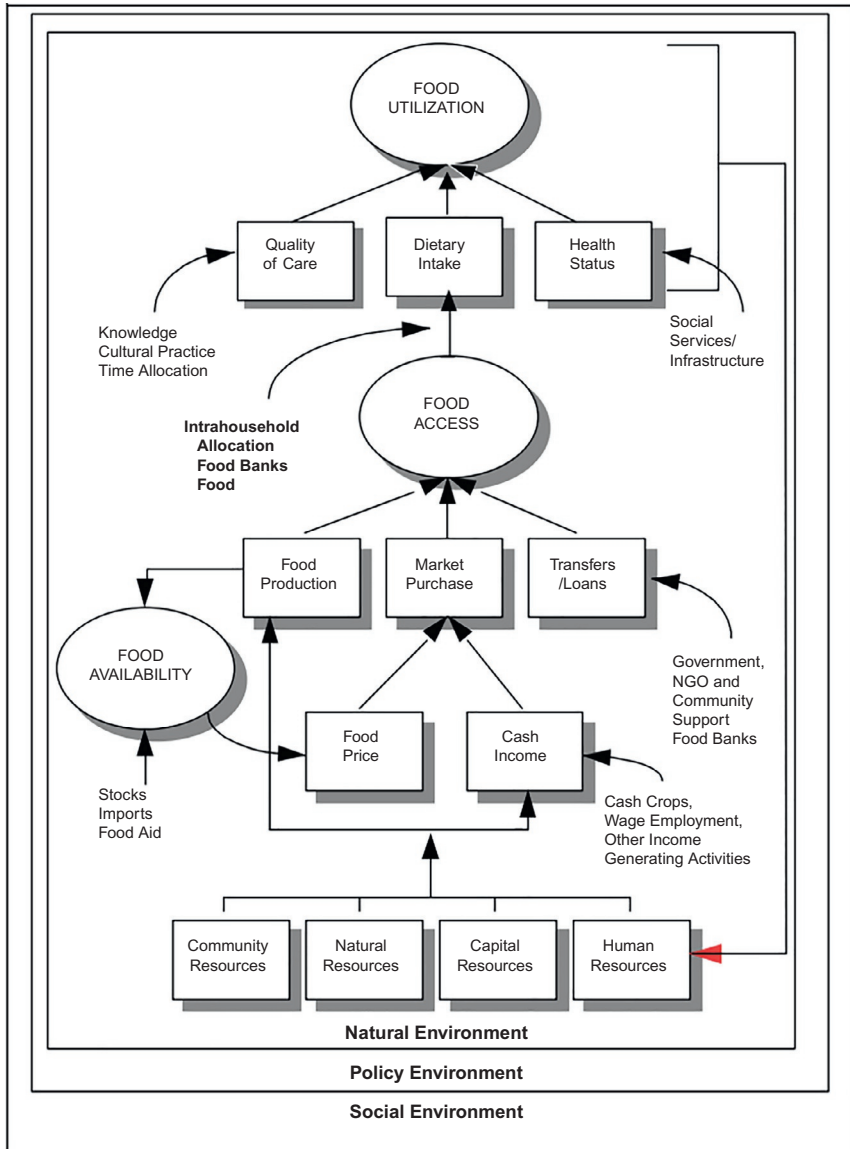 FOOD
UTILIZATION
Quality
of Care
Dietary
Intake
Health
Status
Knowledge
Cultural Practice
Time Allocation
Social
Services/
Infrastructure
Intrahousehold
Allocation
Food Banks
Food
FOOD
ACCESS
Food
Production
Market
Purchase
Transfers
/Loans
FOOD
AVAILABILITY
Government,
NGO and
Community
Support
Food Banks
Food
Price
Cash
Income
Stocks
Imports
Food Aid
Cash Crops,
Wage Employment,
Other Income
Generating Activities
Community
Resources
Natural
Resources
Capital
Resources
Human
Resources
Natural Environment
Policy Environment
Social Environment